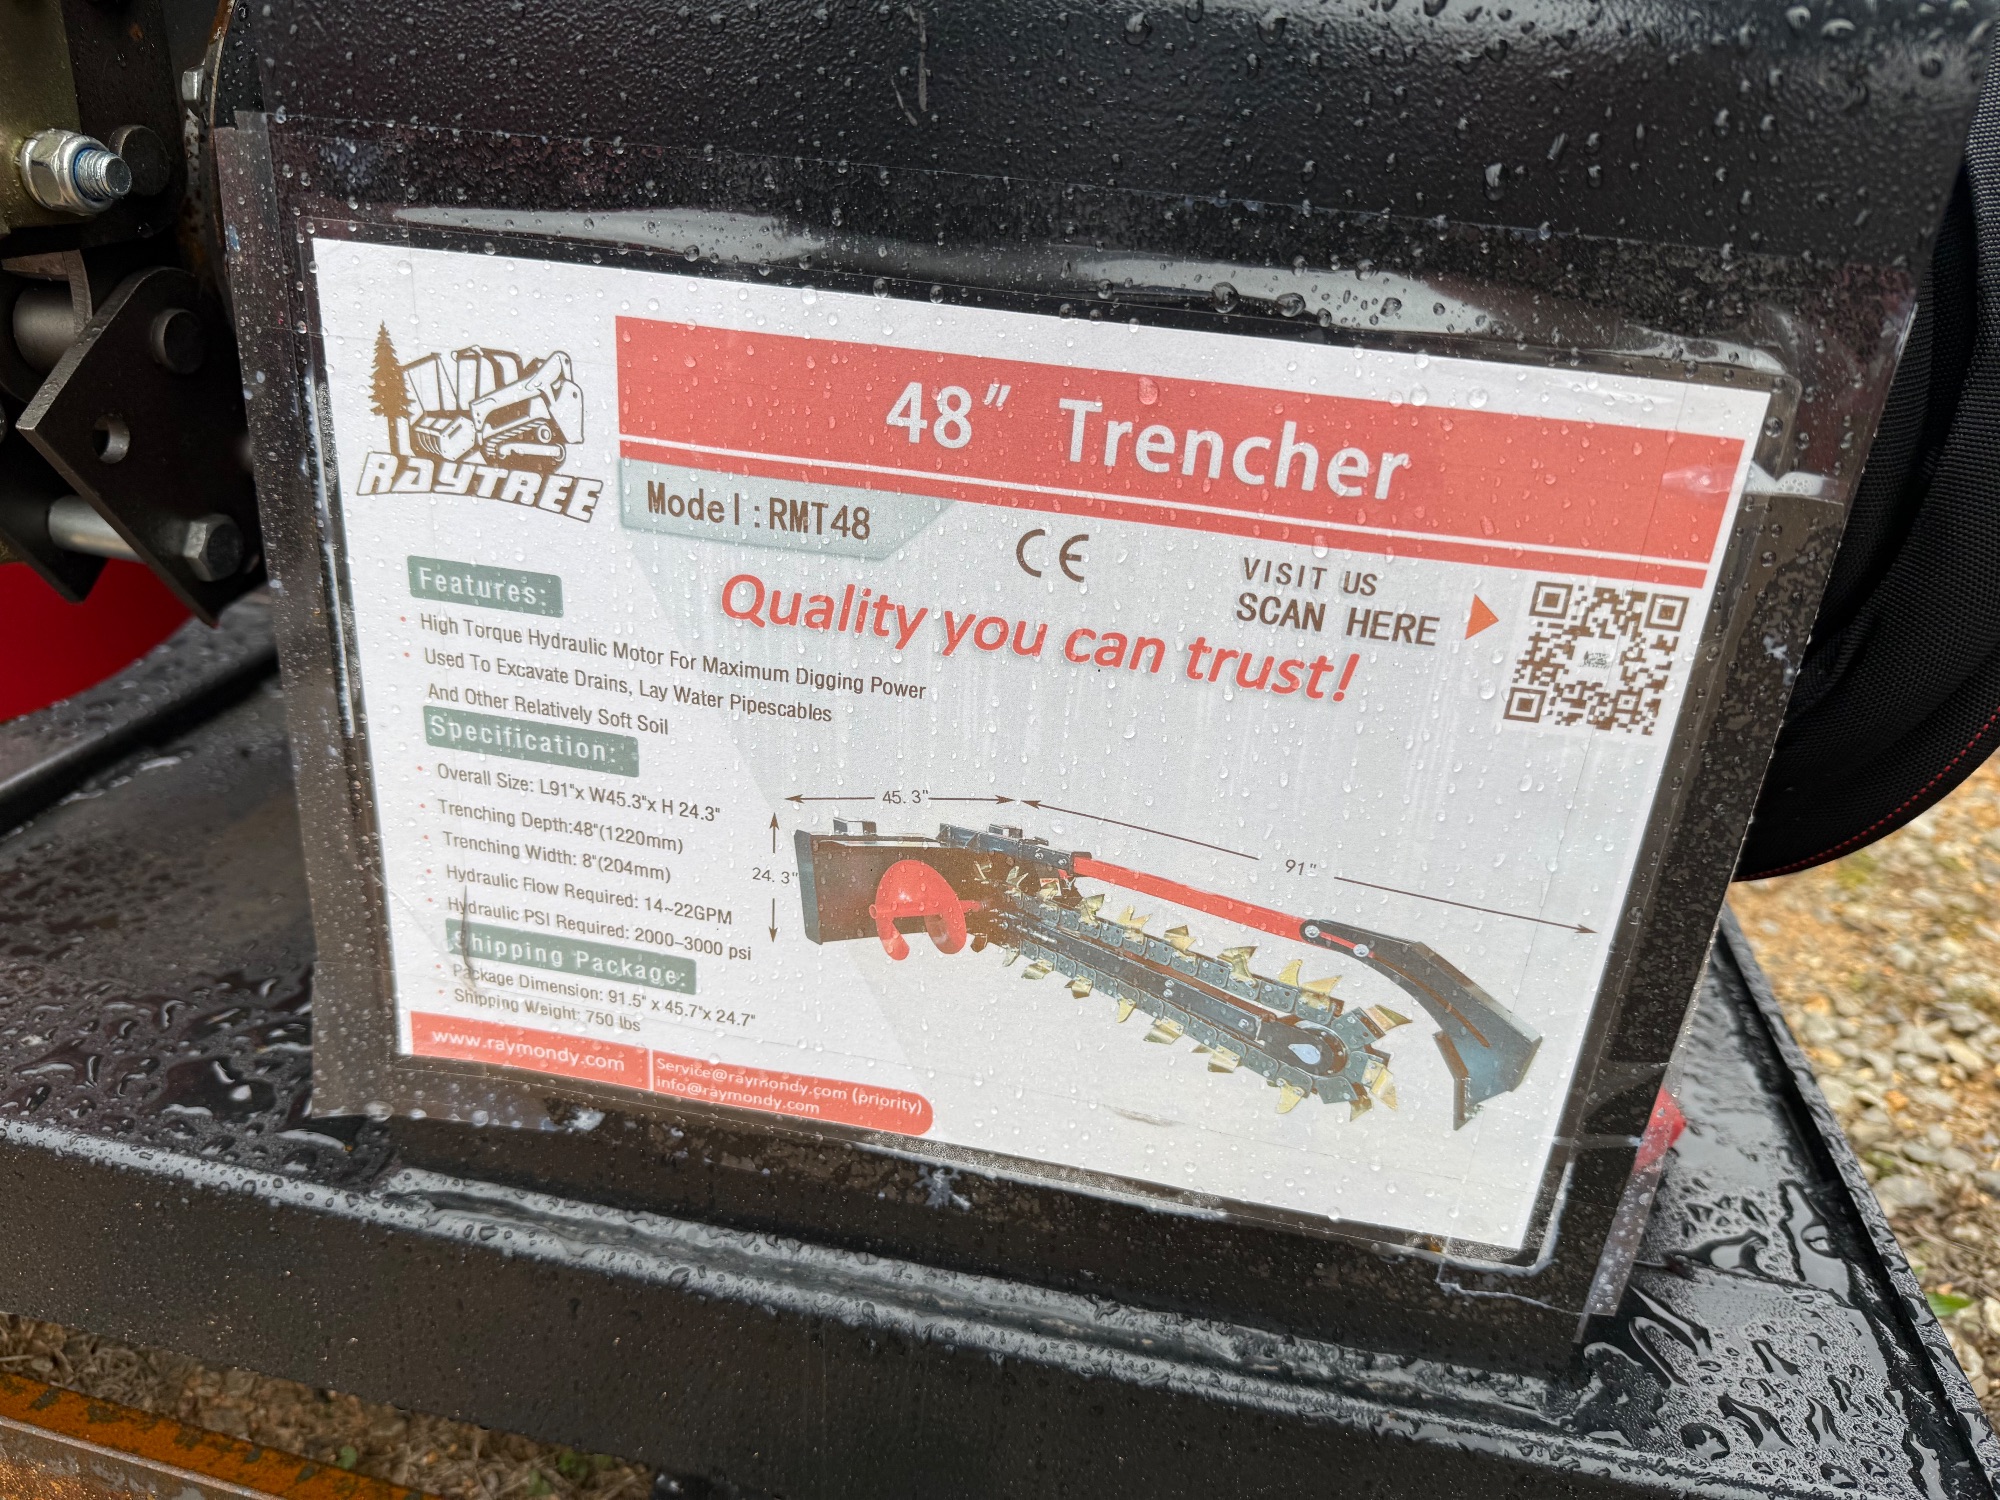 RAYTREE
48" Trencher
Model:RMT48
CE
VISIT US
SCAN HERE
Quality you can trust!
Features:
• High Torque Hydraulic Motor For Maximum Digging Power
• Used To Excavate Drains, Lay Water Pipescables
And Other Relatively Soft Soil
Specification:
• Overall Size: L91"x W45.3"x H 24.3"
• Trenching Depth:48"(1220mm)
• Trenching Width: 8"(204mm)
• Hydraulic Flow Required: 14~22GPM
• Hydraulic PSI Required: 2000–3000 psi
Shipping Package:
• Package Dimension: 91.5" x 45.7"x 24.7"
• Shipping Weight: 750 lbs
45.3"
24.3"
91"
www.raymondy.com
Service@raymondy.com (priority)
info@raymondy.com